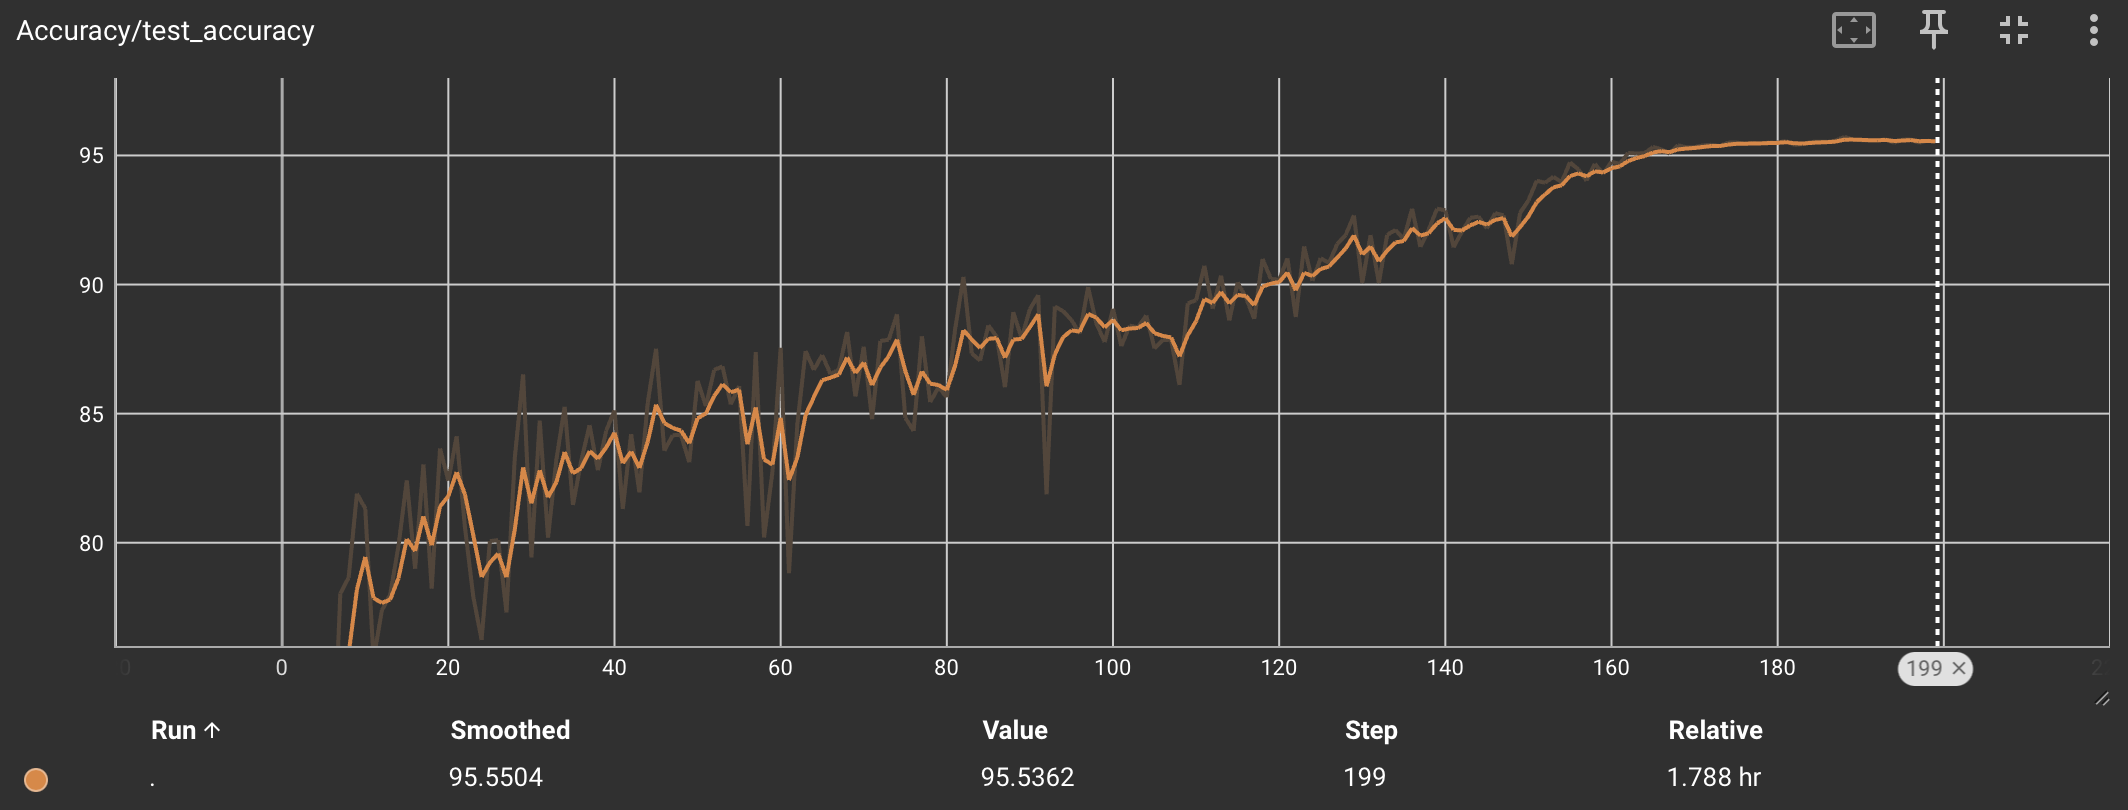 Accuracy/test_accuracy
95
90
85
80
0 20 40 60 80 100 120 140 160 180 199 ✕
Run ↑ Smoothed Value Step Relative
. 95.5504 95.5362 199 1.788 hr